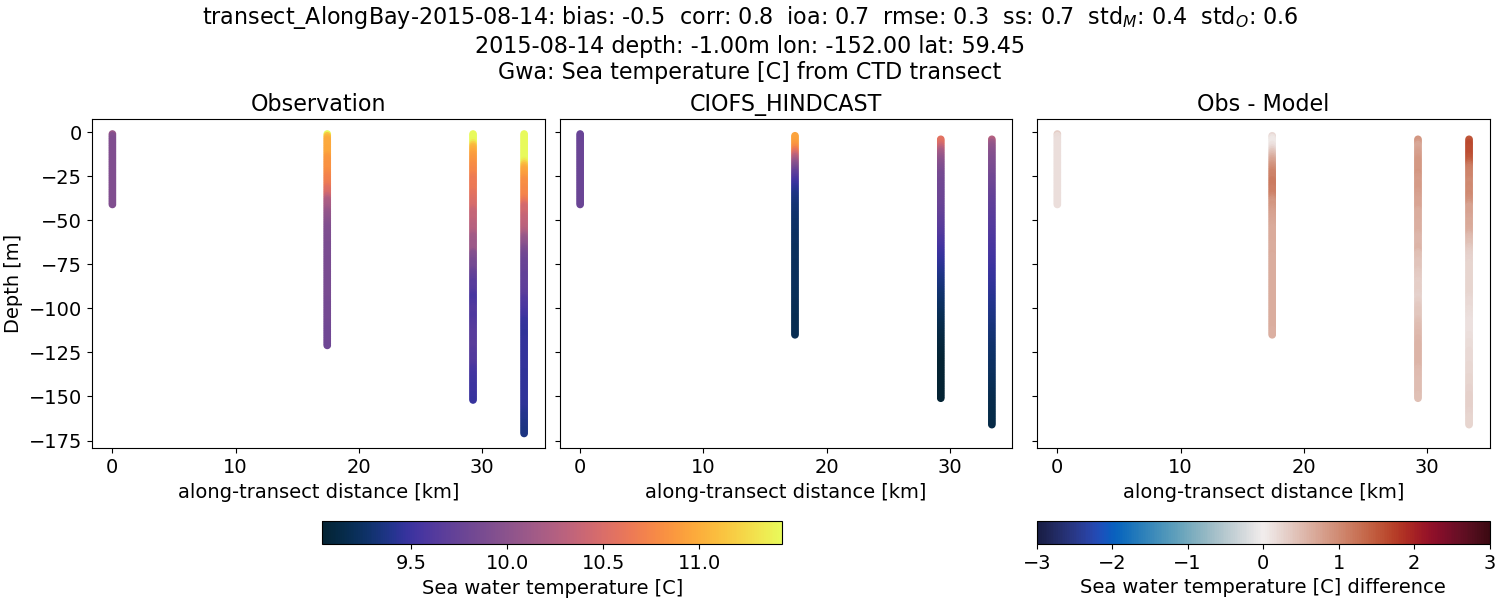 transect_AlongBay-2015-08-14: bias: -0.5 corr: 0.8 ioa: 0.7 rmse: 0.3 ss: 0.7 std_M: 0.4 std_O: 0.6
2015-08-14 depth: -1.00m lon: -152.00 lat: 59.45
Gwa: Sea temperature [C] from CTD transect
Observation
CIOFS_HINDCAST
Obs - Model
Depth [m]
0
−25
−50
−75
−100
−125
−150
−175
0 10 20 30
0 10 20 30
0 10 20 30
along-transect distance [km]
along-transect distance [km]
along-transect distance [km]
9.5 10.0 10.5 11.0
Sea water temperature [C]
−3 −2 −1 0 1 2 3
Sea water temperature [C] difference